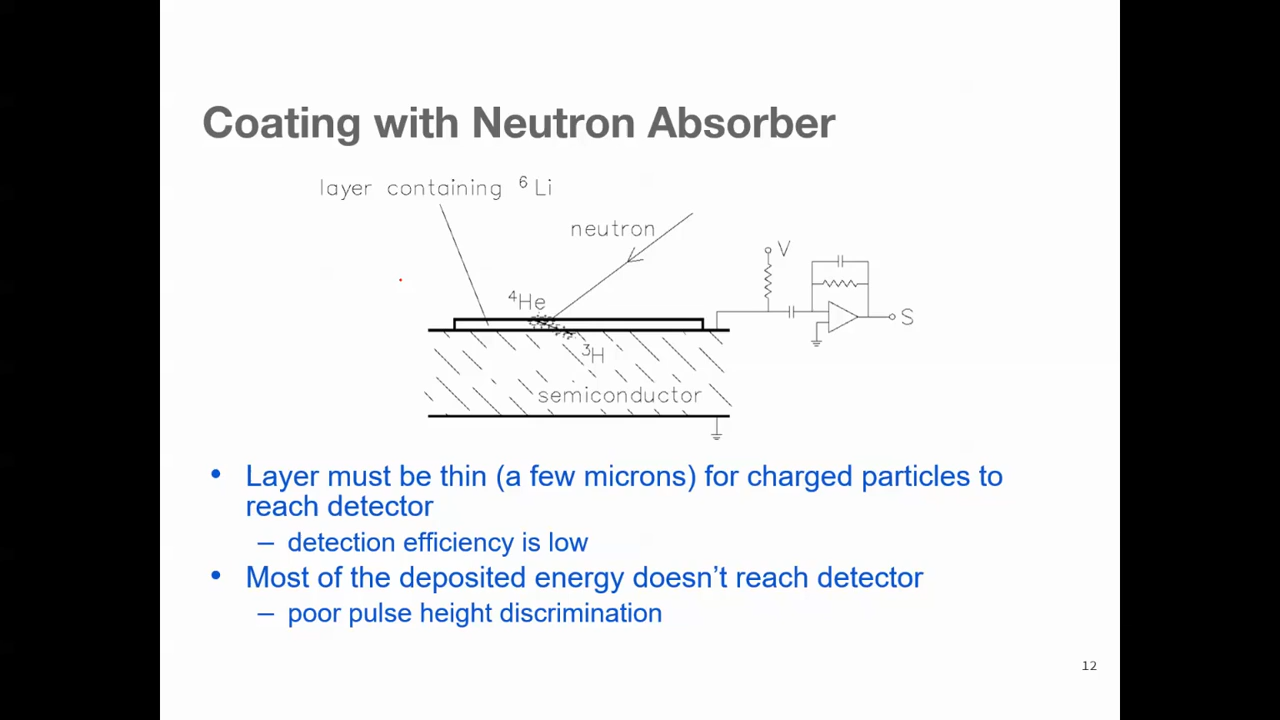 Coating with Neutron Absorber
layer containing ⁶Li
neutron
V
⁴He
S
³H
semiconductor
• Layer must be thin (a few microns) for charged particles to
reach detector
– detection efficiency is low
• Most of the deposited energy doesn’t reach detector
– poor pulse height discrimination
12